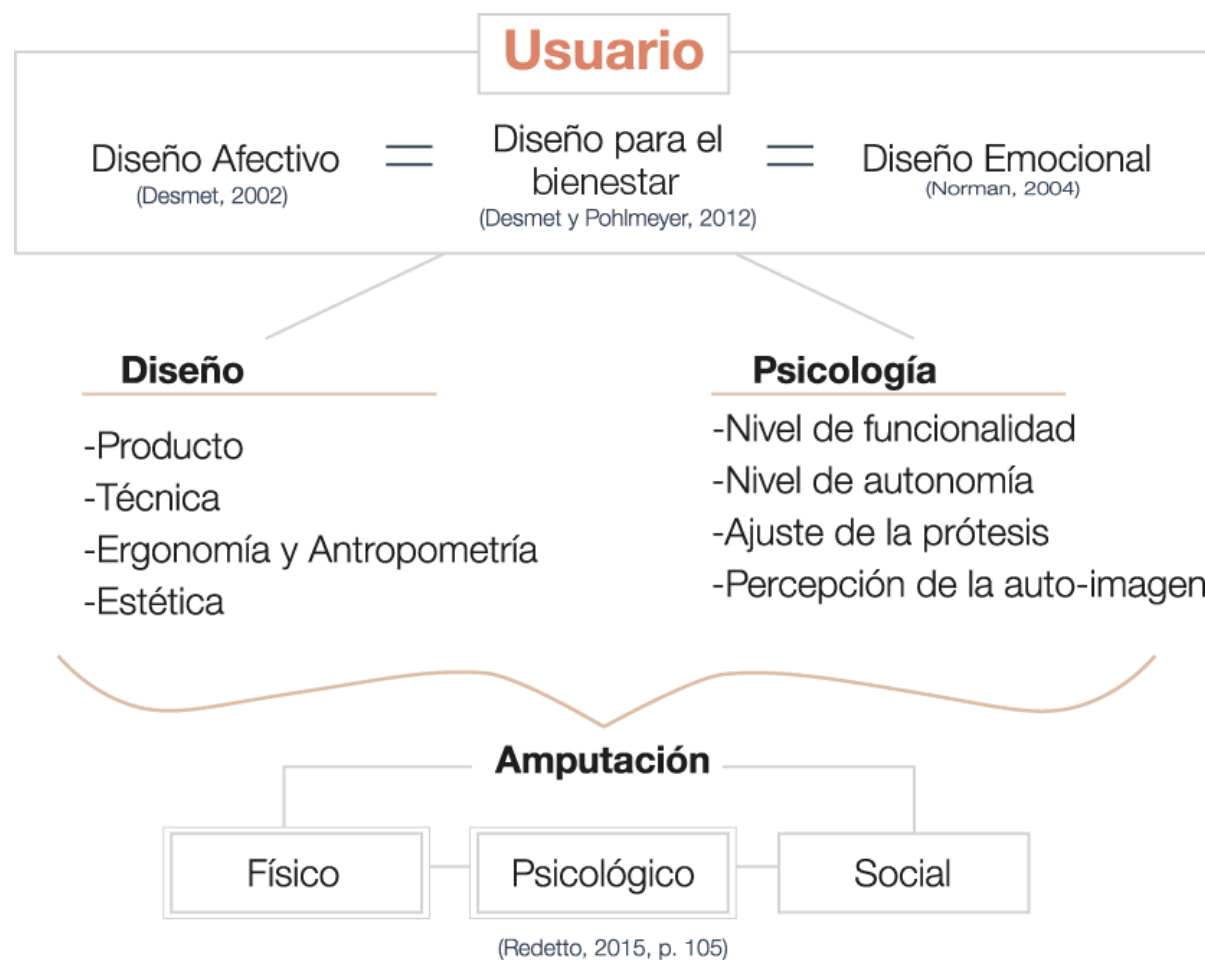 Usuario
Diseño Afectivo
(Desmet, 2002)
=
Diseño para el
bienestar
(Desmet y Pohlmeyer, 2012)
=
Diseño Emocional
(Norman, 2004)
Diseño
-Producto
-Técnica
-Ergonomía y Antropometría
-Estética
Psicología
-Nivel de funcionalidad
-Nivel de autonomía
-Ajuste de la prótesis
-Percepción de la auto-imagen
Amputación
Físico
Psicológico
Social
(Redetto, 2015, p. 105)